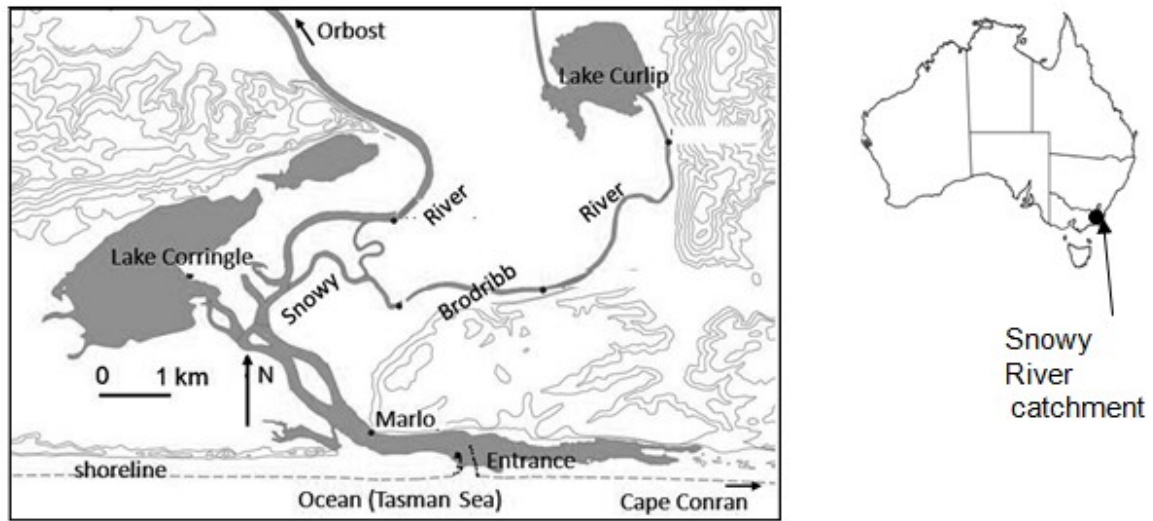 Orbost
Lake Curlip
River
River
Lake Corringle
Snowy
Brodribb
0 1 km
N
Marlo
Entrance
shoreline
Ocean (Tasman Sea)
Cape Conran
Snowy
River
catchment